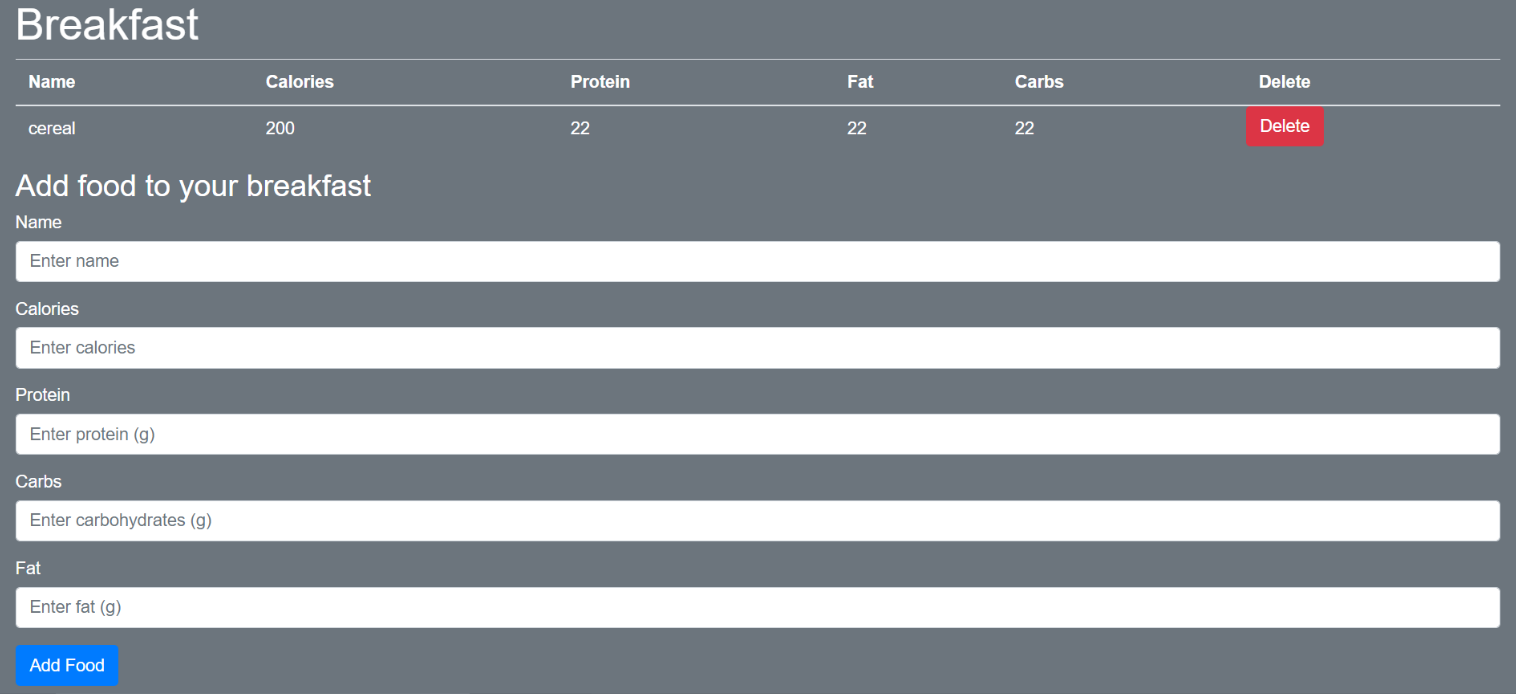 Breakfast
Name Calories Protein Fat Carbs Delete
cereal 200 22 22 22 Delete
Add food to your breakfast
Name
Enter name
Calories
Enter calories
Protein
Enter protein (g)
Carbs
Enter carbohydrates (g)
Fat
Enter fat (g)
Add Food